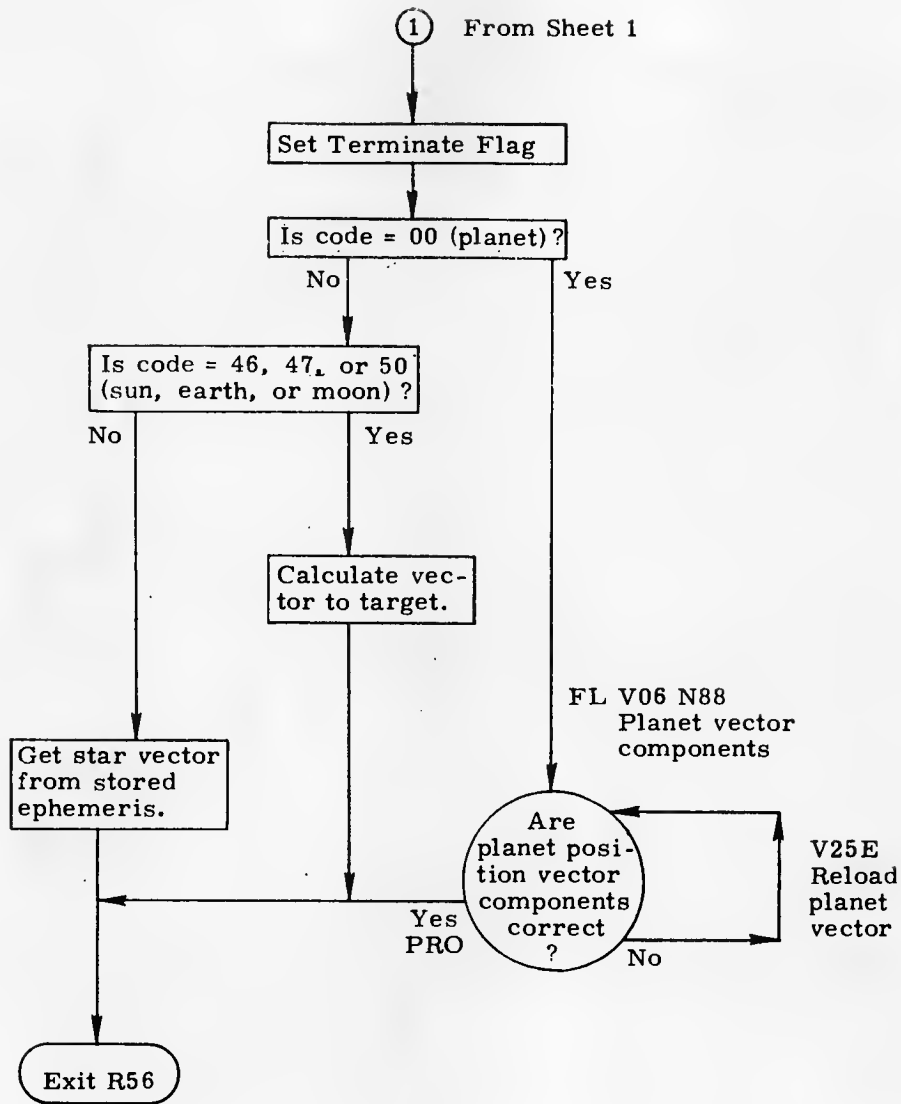 1 From Sheet 1
Set Terminate Flag
Is code = 00 (planet)?
No
Yes
Is code = 46, 47, or 50
(sun, earth, or moon)?
No
Yes
Calculate vec-
tor to target.
FL V06 N88
Planet vector
components
Get star vector
from stored
ephemeris.
Are
planet posi-
tion vector
components
correct
?
V25E
Reload
planet
vector
Yes
PRO
No
Exit R56